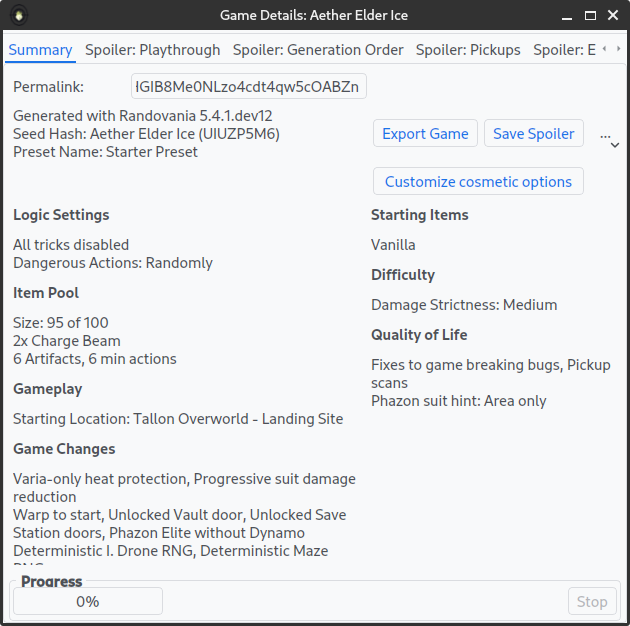 Game Details: Aether Elder Ice
Summary Spoiler: Playthrough Spoiler: Generation Order Spoiler: Pickups Spoiler: E
Permalink: HGIB8Me0NLzo4cdt4qw5cOABZn
Generated with Randovania 5.4.1.dev12
Seed Hash: Aether Elder Ice (UIUZP5M6)
Preset Name: Starter Preset
Export Game Save Spoiler ...
Customize cosmetic options
Logic Settings
All tricks disabled
Dangerous Actions: Randomly
Item Pool
Size: 95 of 100
2x Charge Beam
6 Artifacts, 6 min actions
Gameplay
Starting Location: Tallon Overworld - Landing Site
Game Changes
Varia-only heat protection, Progressive suit damage
reduction
Warp to start, Unlocked Vault door, Unlocked Save
Station doors, Phazon Elite without Dynamo
Deterministic I. Drone RNG, Deterministic Maze
Starting Items
Vanilla
Difficulty
Damage Strictness: Medium
Quality of Life
Fixes to game breaking bugs, Pickup
scans
Phazon suit hint: Area only
Progress
0%
Stop